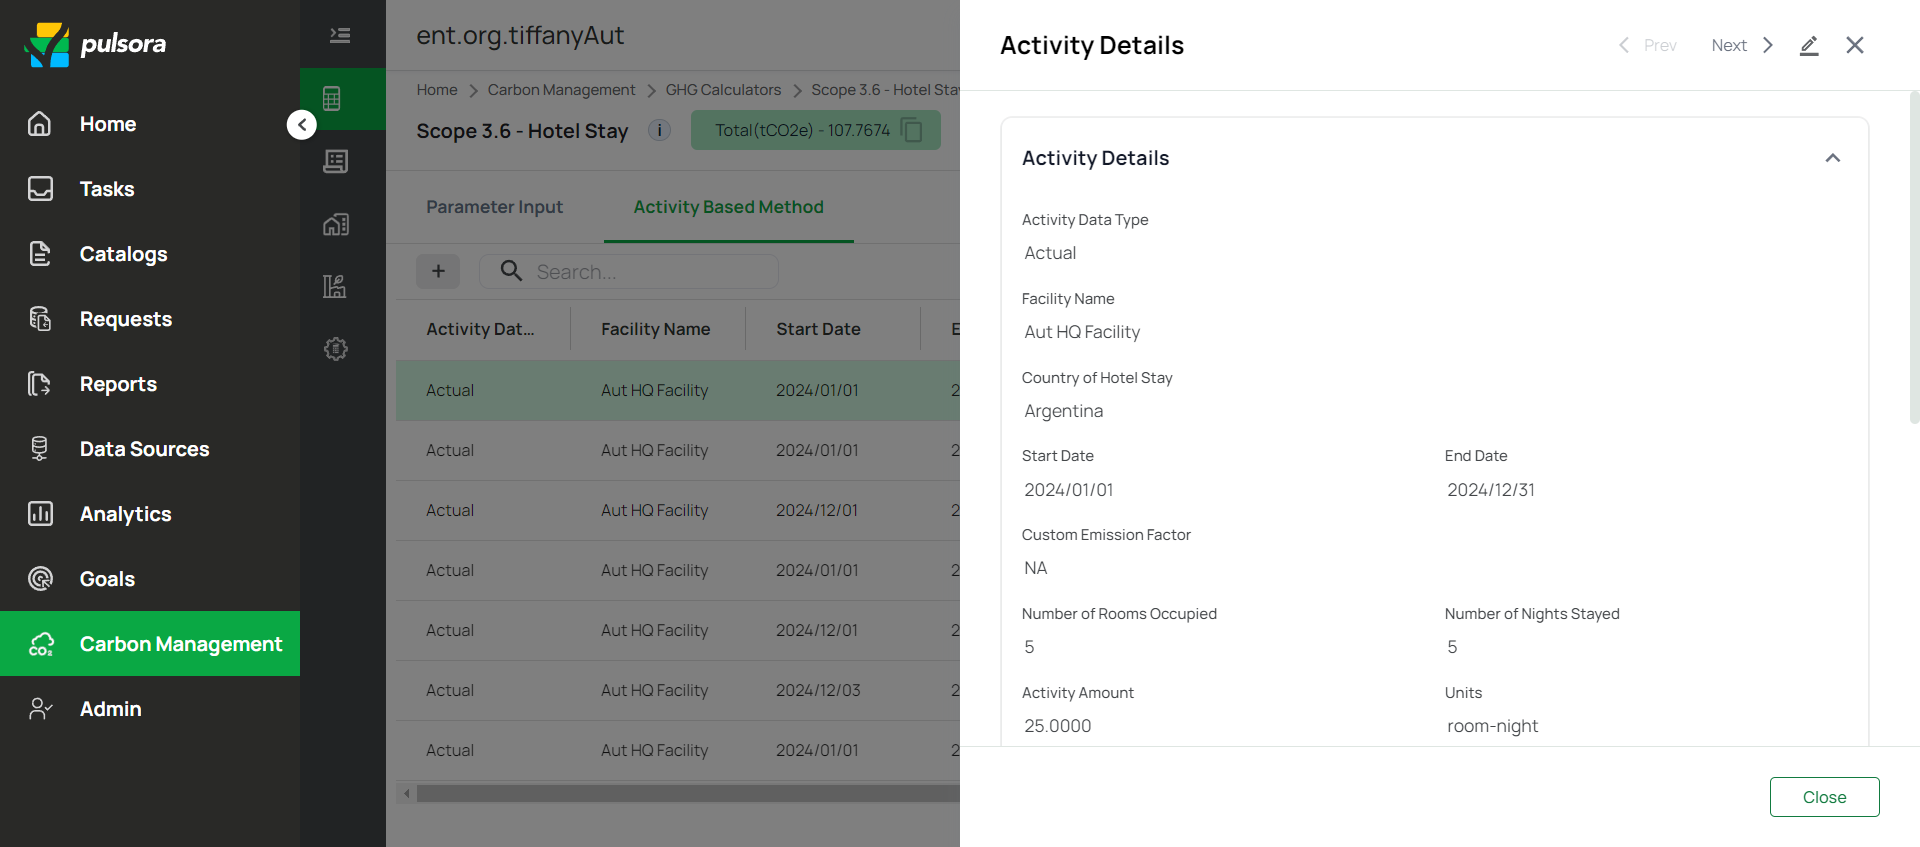 pulsora
Home
Tasks
Catalogs
Requests
Reports
Data Sources
Analytics
Goals
Carbon Management
Admin
ent.org.tiffanyAut
Home > Carbon Management > GHG Calculators > Scope 3.6 - Hotel Sta
Scope 3.6 - Hotel Stay i Total(tCO2e) - 107.7674
Parameter Input Activity Based Method
+ Search...
Activity Dat... Facility Name Start Date E
Actual Aut HQ Facility 2024/01/01 2
Actual Aut HQ Facility 2024/01/01 2
Actual Aut HQ Facility 2024/12/01 2
Actual Aut HQ Facility 2024/01/01 2
Actual Aut HQ Facility 2024/12/01 2
Actual Aut HQ Facility 2024/12/03 2
Actual Aut HQ Facility 2024/01/01 2
Activity Details
Prev Next
Activity Details
Activity Data Type
Actual
Facility Name
Aut HQ Facility
Country of Hotel Stay
Argentina
Start Date End Date
2024/01/01 2024/12/31
Custom Emission Factor
NA
Number of Rooms Occupied Number of Nights Stayed
5 5
Activity Amount Units
25.0000 room-night
Close